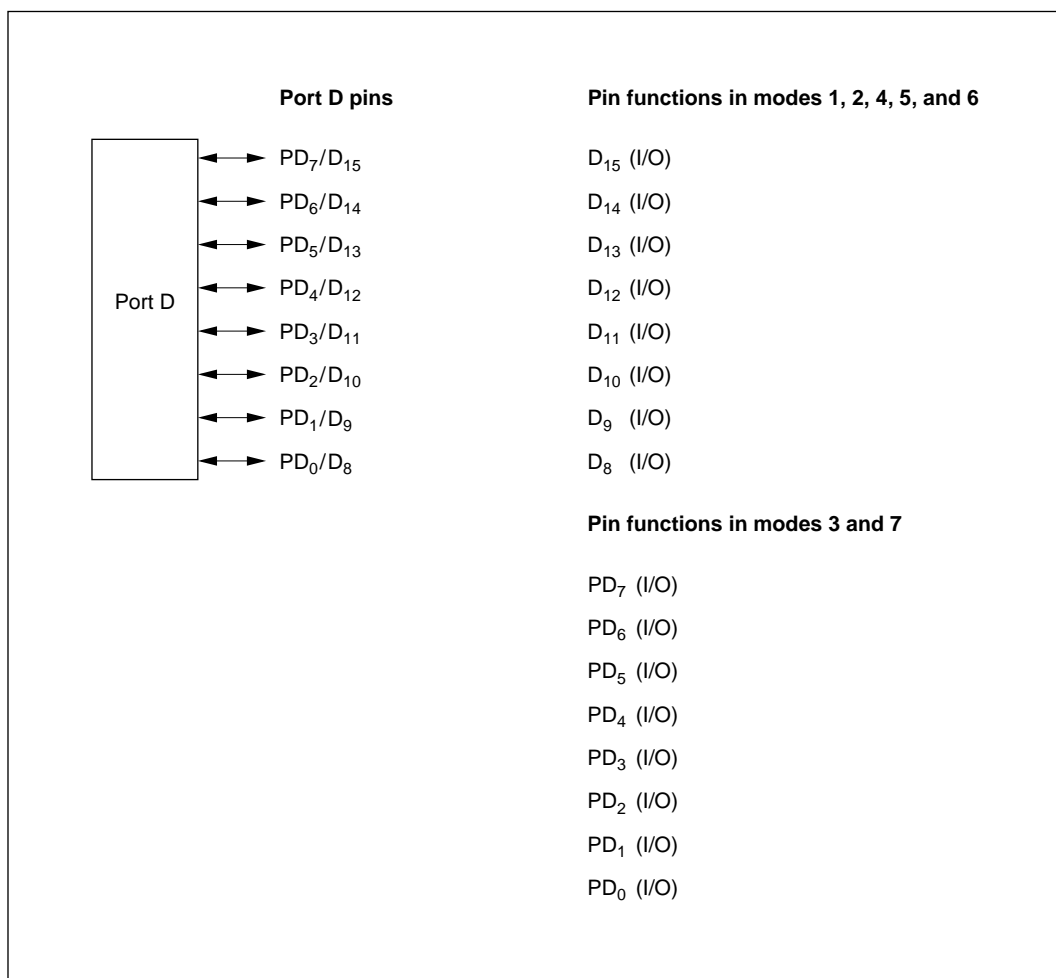 Port D pins
Pin functions in modes 1, 2, 4, 5, and 6
Port D
PD7/D15
D15 (I/O)
PD6/D14
D14 (I/O)
PD5/D13
D13 (I/O)
PD4/D12
D12 (I/O)
PD3/D11
D11 (I/O)
PD2/D10
D10 (I/O)
PD1/D9
D9 (I/O)
PD0/D8
D8 (I/O)
Pin functions in modes 3 and 7
PD7 (I/O)
PD6 (I/O)
PD5 (I/O)
PD4 (I/O)
PD3 (I/O)
PD2 (I/O)
PD1 (I/O)
PD0 (I/O)